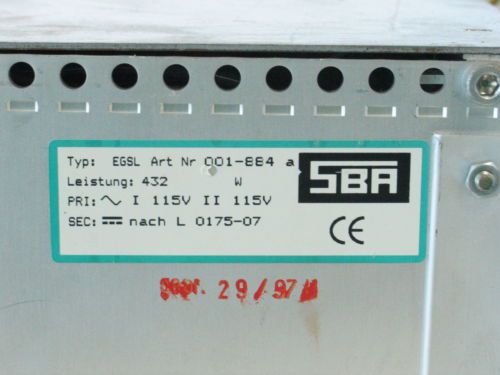 Typ: EGSL Art Nr 001-884 a
SBA
Leistung: 432 W
PRI: ∿ I 115V II 115V
SEC: ⎓ nach L 0175-07
CE
29/97